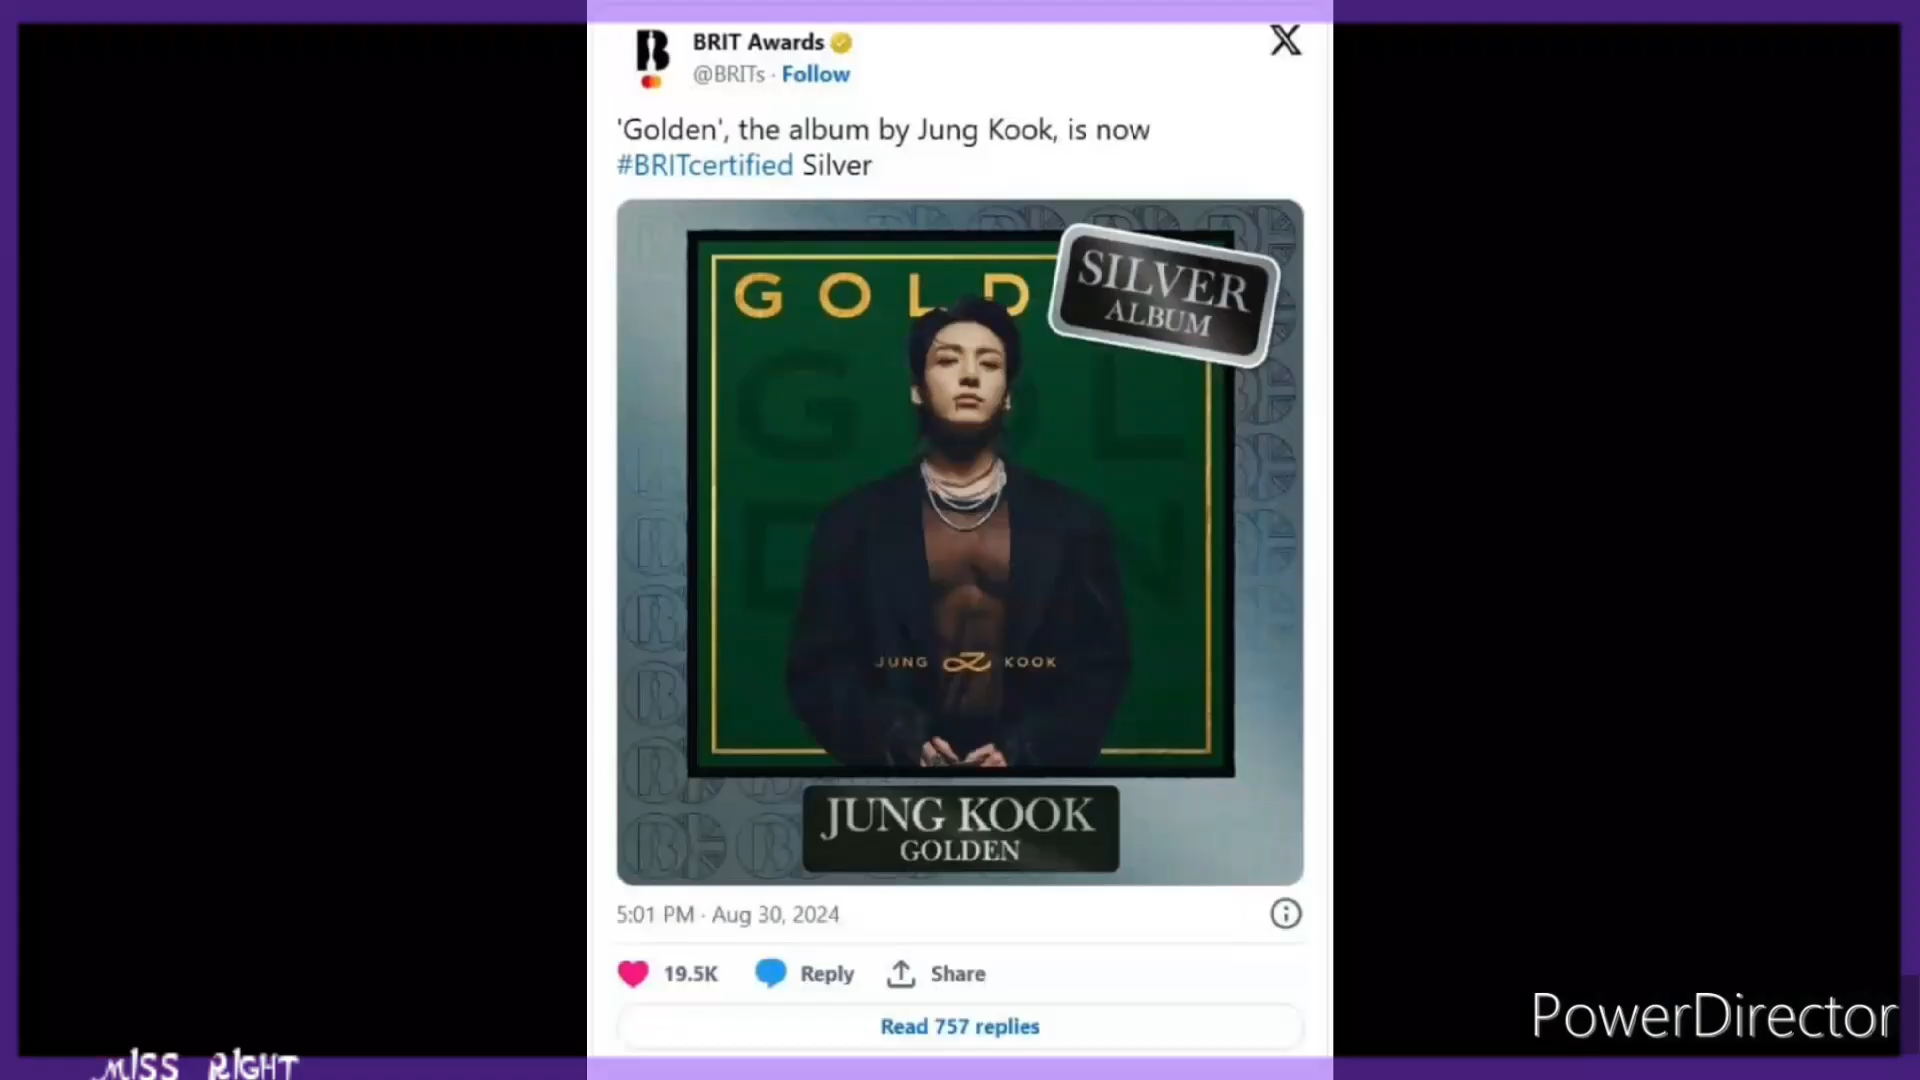 BRIT Awards
@BRITs · Follow
'Golden', the album by Jung Kook, is now
#BRITcertified Silver
GOLD
SILVER
ALBUM
GOL
D N
JUNG KOOK
JUNG KOOK
GOLDEN
5:01 PM · Aug 30, 2024
19.5K Reply Share
Read 757 replies
PowerDirector
MISS RIGHT